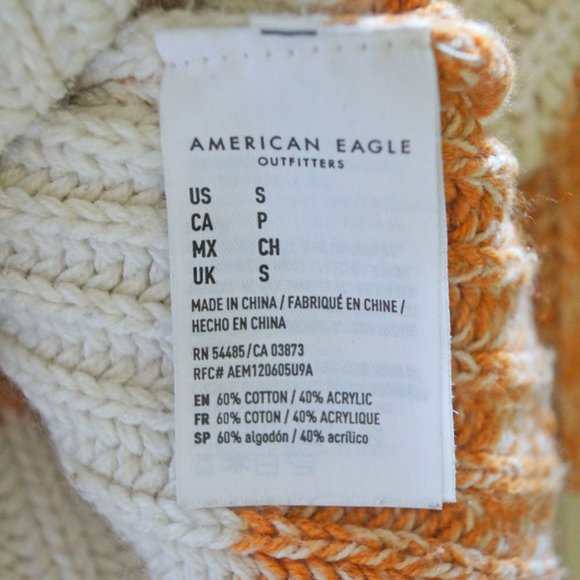 AMERICAN EAGLE
OUTFITTERS
US S
CA P
MX CH
UK S
MADE IN CHINA / FABRIQUÉ EN CHINE /
HECHO EN CHINA
RN 54485/CA 03873
RFC# AEM120605U9A
EN 60% COTTON / 40% ACRYLIC
FR 60% COTON / 40% ACRYLIQUE
SP 60% algodón / 40% acrílico